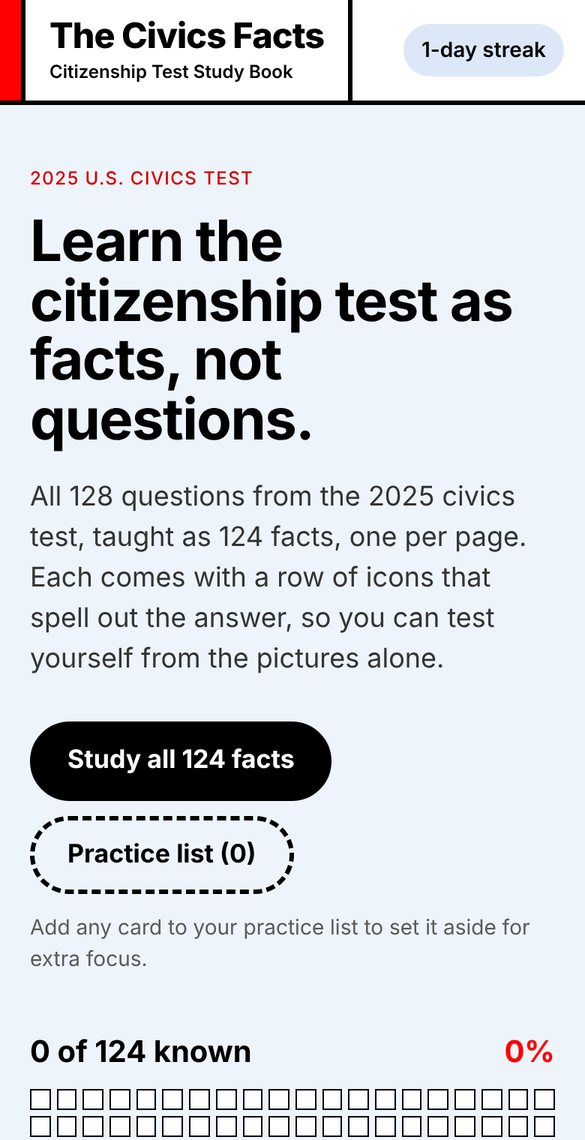 The Civics Facts
Citizenship Test Study Book
1-day streak
2025 U.S. CIVICS TEST
Learn the
citizenship test as
facts, not
questions.
All 128 questions from the 2025 civics
test, taught as 124 facts, one per page.
Each comes with a row of icons that
spell out the answer, so you can test
yourself from the pictures alone.
Study all 124 facts
Practice list (0)
Add any card to your practice list to set it aside for
extra focus.
0 of 124 known
0%